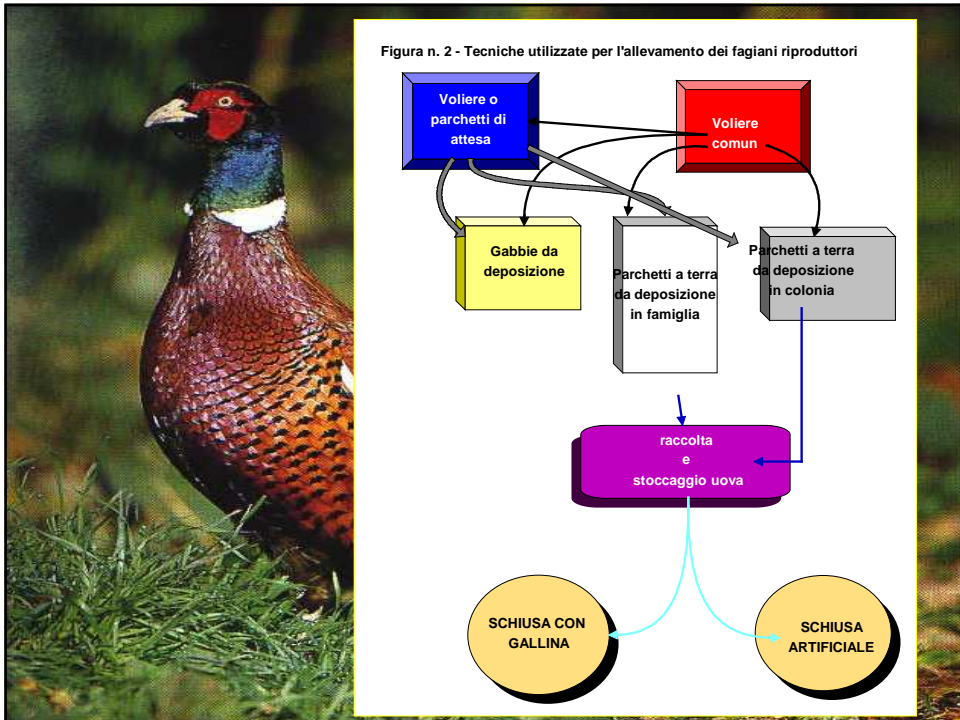 Figura n. 2 - Tecniche utilizzate per l'allevamento dei fagiani riproduttori
Voliere o
parchetti di
attesa
Voliere
comun
Gabbie da
deposizione
Parchetti a terra
da deposizione
in famiglia
Parchetti a terra
da deposizione
in colonia
raccolta
e
stoccaggio uova
SCHIUSA CON
GALLINA
SCHIUSA
ARTIFICIALE